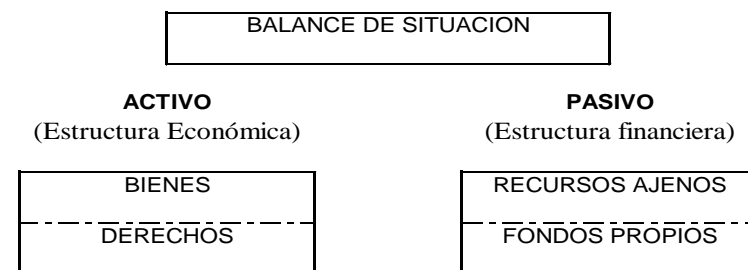 BALANCE DE SITUACION
ACTIVO
(Estructura Económica)
PASIVO
(Estructura financiera)
BIENES
DERECHOS
RECURSOS AJENOS
FONDOS PROPIOS